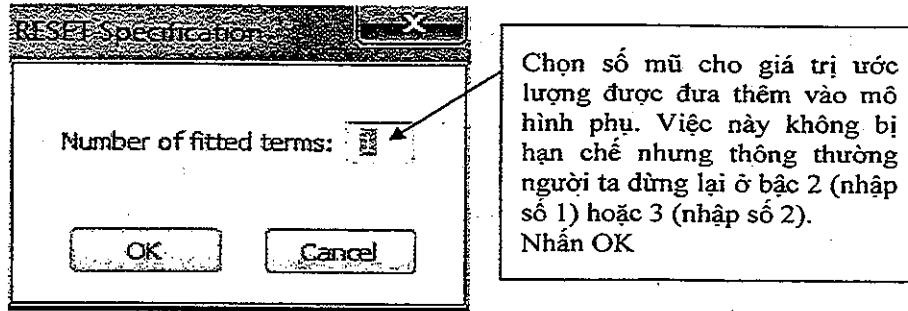 RESET Specification
Number of fitted terms:
OK
Cancel
Chọn số mũ cho giá trị ước
lượng được đưa thêm vào mô
hình phụ. Việc này không bị
hạn chế nhưng thông thường
người ta dừng lại ở bậc 2 (nhập
số 1) hoặc 3 (nhập số 2).
Nhấn OK